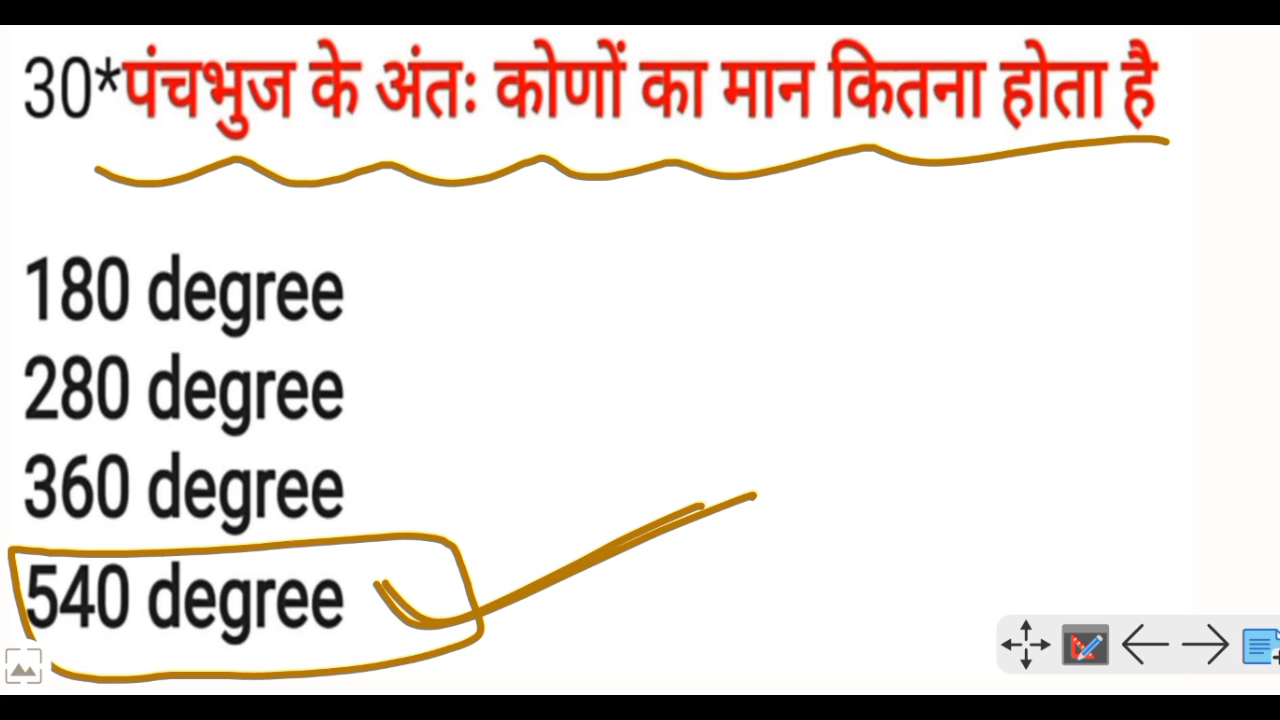 30*पंचभुज के अंतः कोणों का मान कितना होता है
180 degree
280 degree
360 degree
540 degree